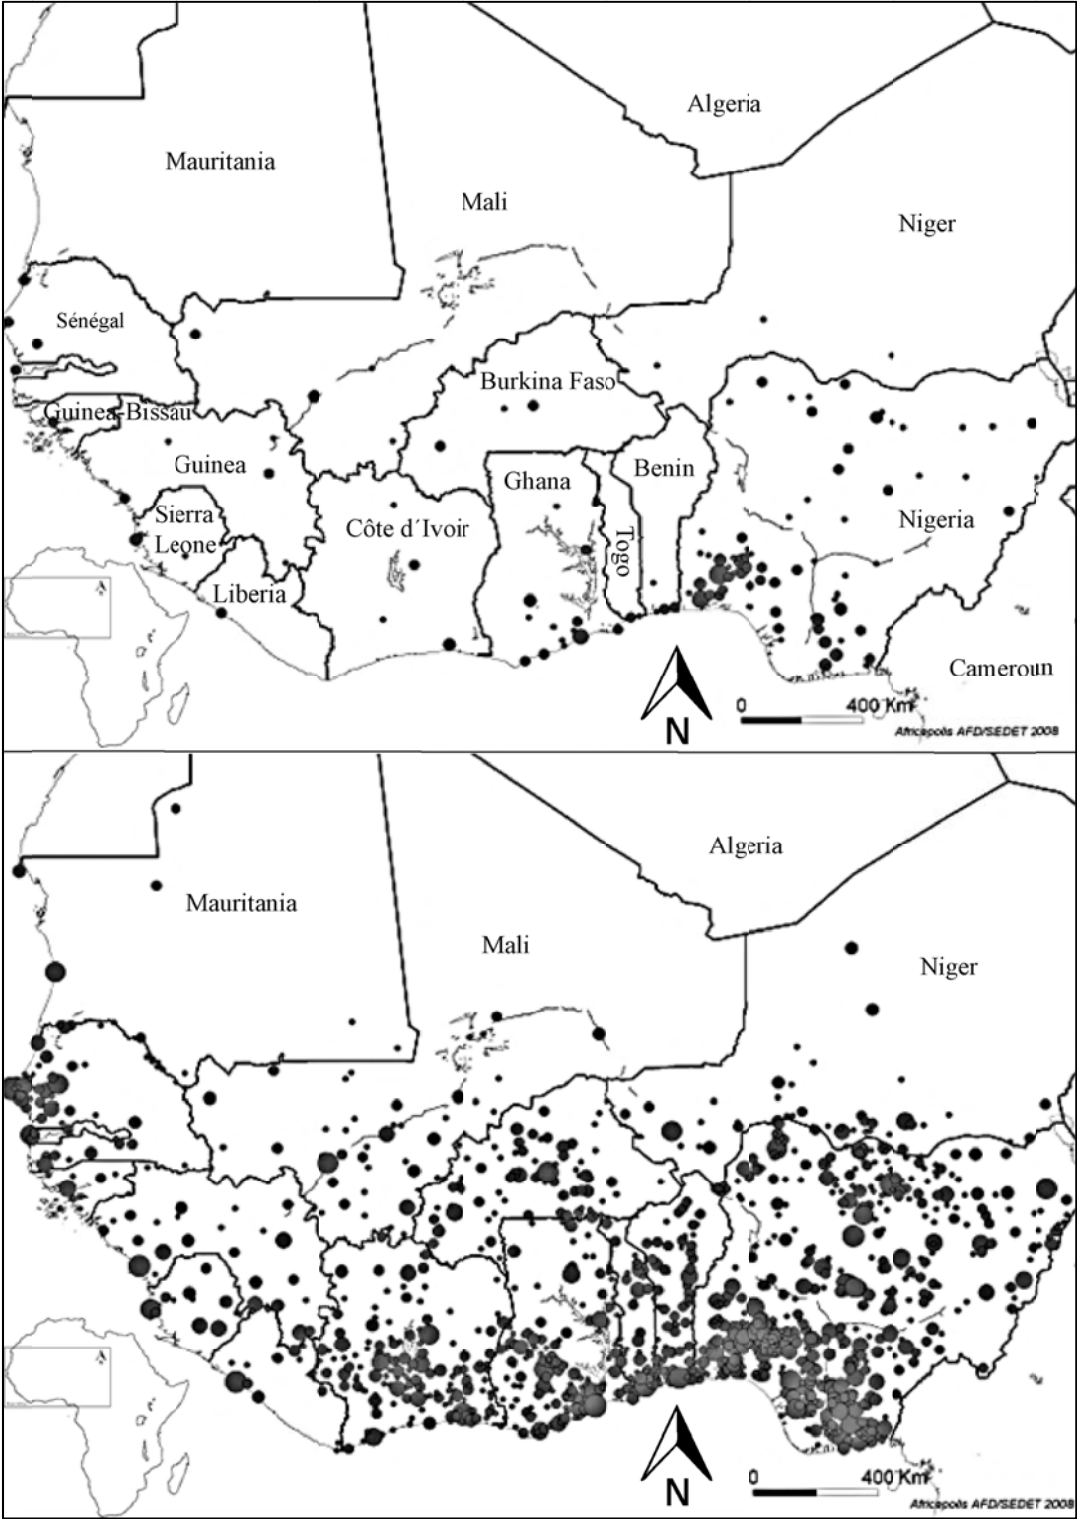 Algeria
Mauritania
Mali
Niger
Sénégal
Burkina Faso
Guinea-Bissau
Guinea
Ghana
Benin
Sierra
Leone
Côte d´Ivoir
Togo
Nigeria
Liberia
Cameroun
N
0 400 Km
Africapolis AFD/SEDET 2008
Algeria
Mauritania
Mali
Niger
N
0 400 Km
Africapolis AFD/SEDET 2008